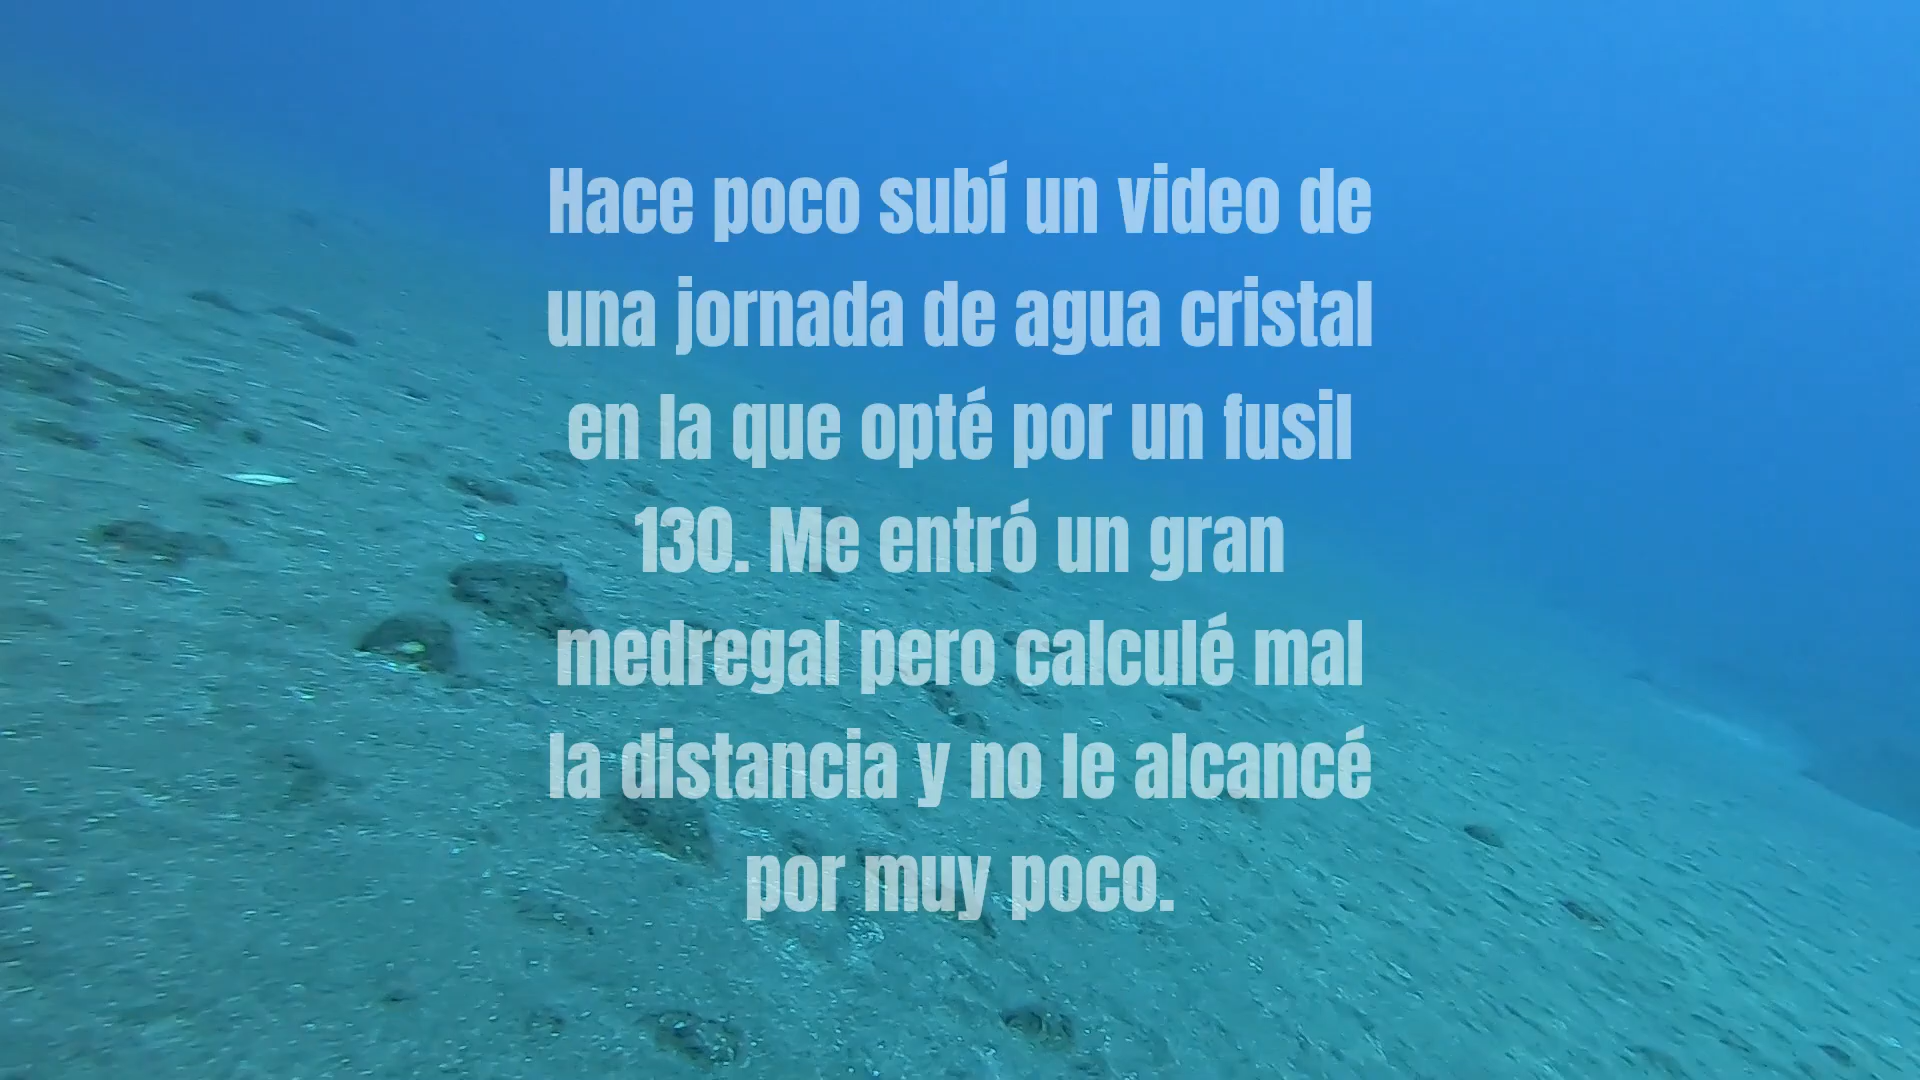 Hace poco subí un video de
una jornada de agua cristal
en la que opté por un fusil
130. Me entró un gran
medregal pero calculé mal
la distancia y no le alcancé
por muy poco.